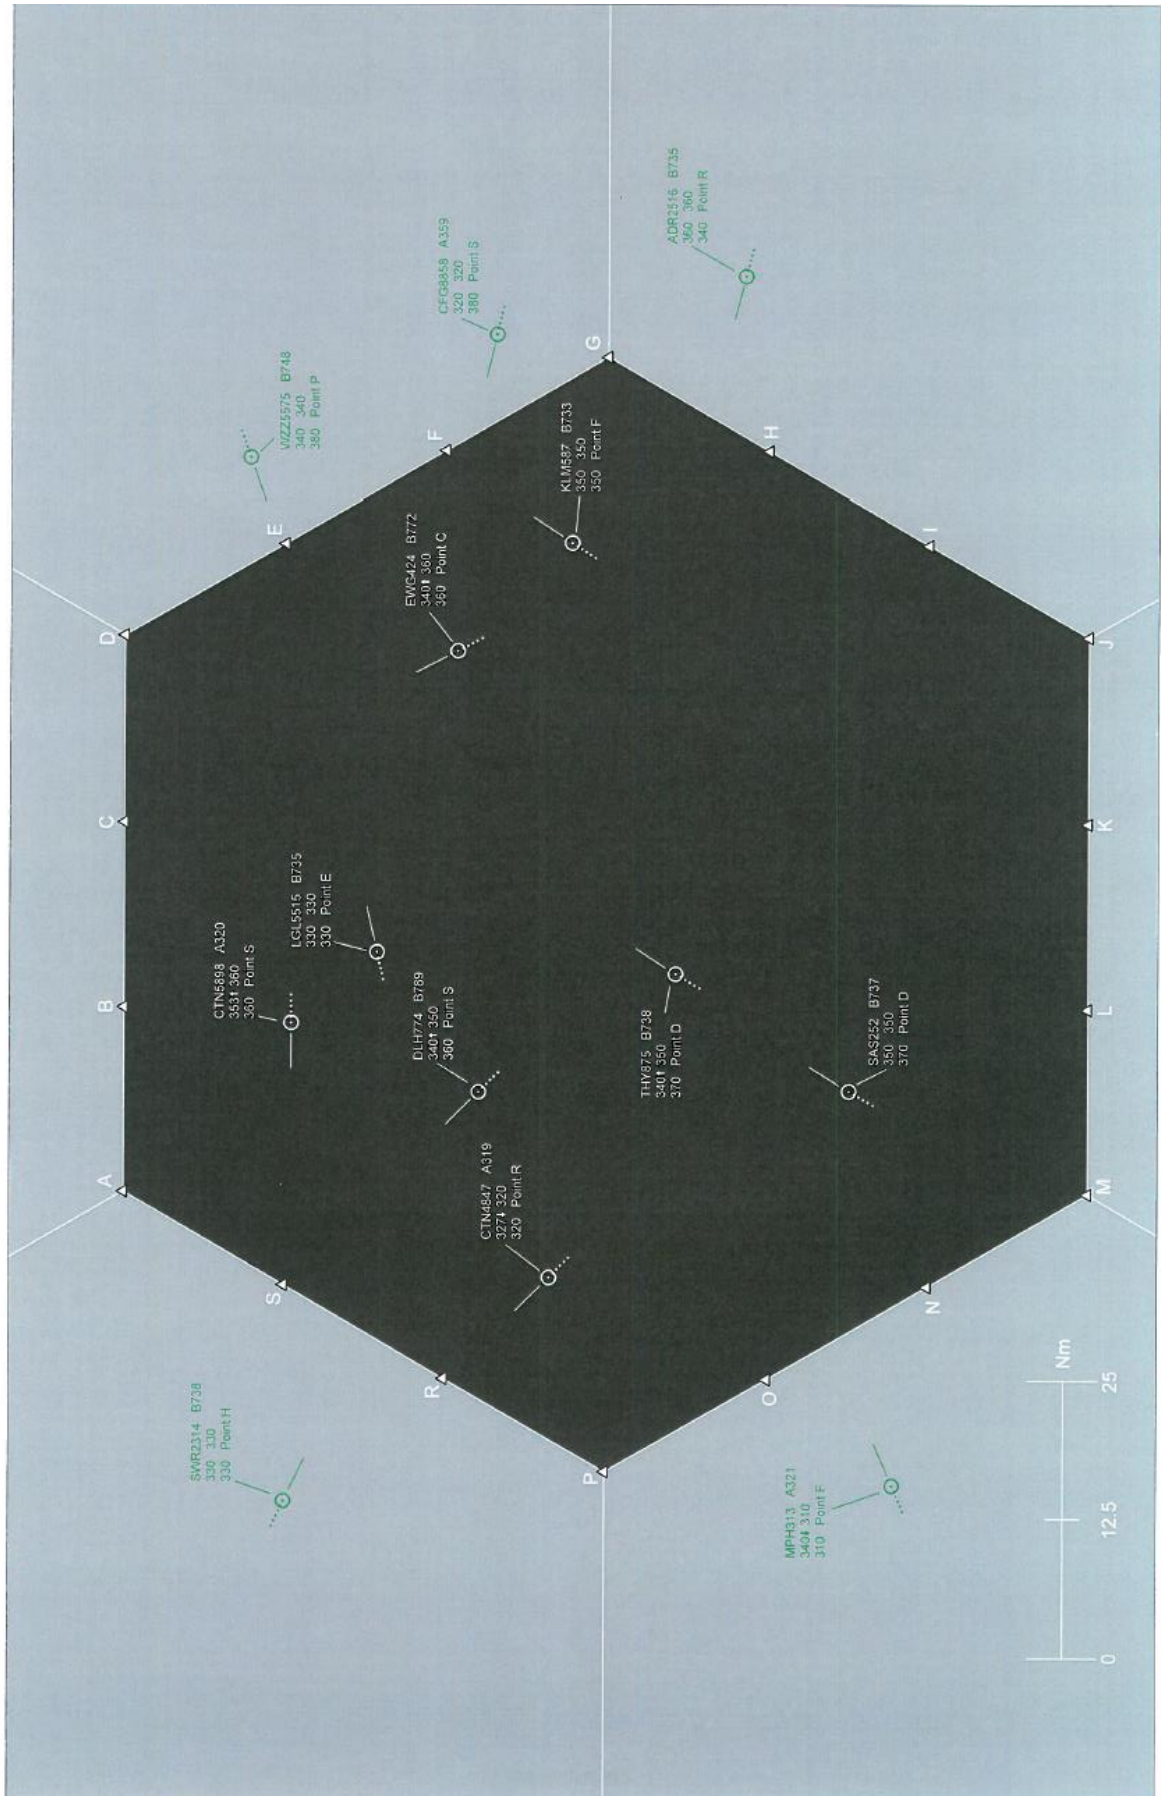 A
B
C
D
E
F
G
H
I
J
K
L
M
N
O
P
R
S
SWR2314 B738
330 330
330 Point H
CTN5898 A320
353↑ 360
360 Point S
LGL5515 B735
330 330
330 Point E
WZZ5575 B748
340 340
380 Point P
CFG8858 A359
320 320
380 Point S
ADR2516 B735
360 360
340 Point R
KLM587 B733
350 350
350 Point F
EWG424 B772
340↑ 360
360 Point C
DLH774 B789
340↑ 350
360 Point S
CTN4847 A319
327↓ 320
320 Point R
THY875 B738
340↑ 350
370 Point D
SAS252 B737
350 350
370 Point D
MPH313 A321
340↓ 310
310 Point F
0 12.5 25
Nm